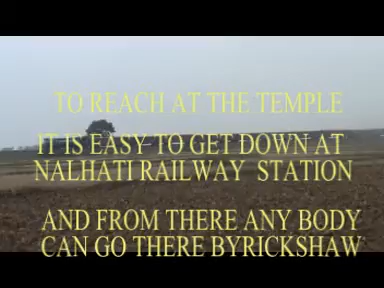 TO REACH AT THE TEMPLE
IT IS EASY TO GET DOWN AT
NALHATI RAILWAY STATION
AND FROM THERE ANY BODY
CAN GO THERE BYRICKSHAW